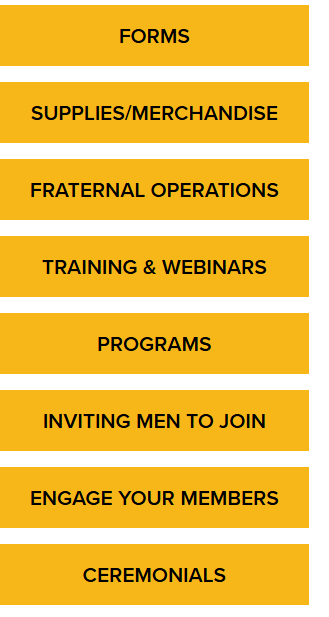 FORMS
SUPPLIES/MERCHANDISE
FRATERNAL OPERATIONS
TRAINING & WEBINARS
PROGRAMS
INVITING MEN TO JOIN
ENGAGE YOUR MEMBERS
CEREMONIALS